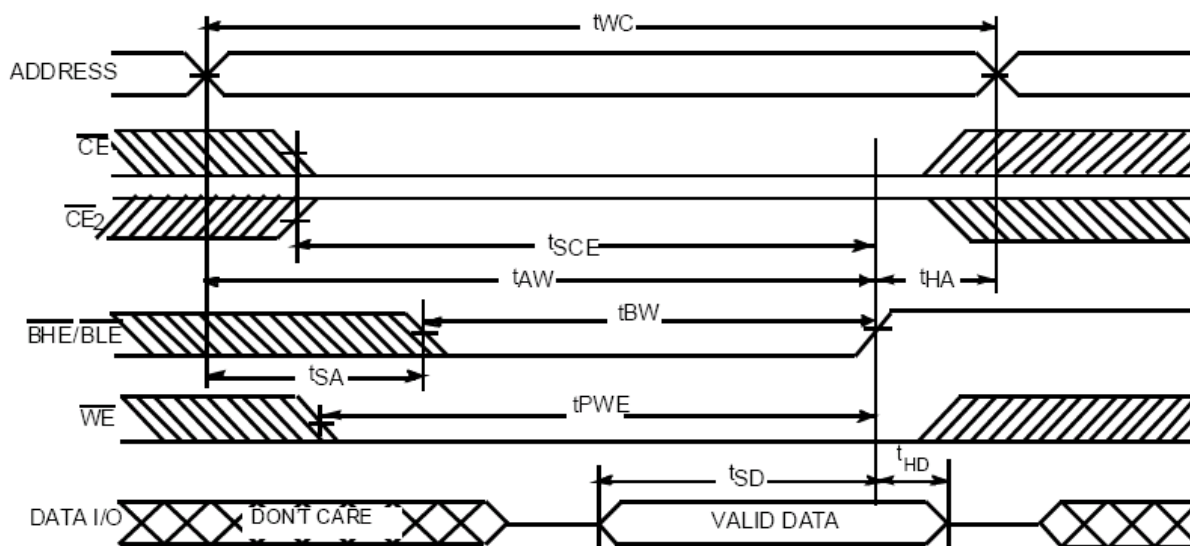 tWC
ADDRESS
CE
CE2
tSCE
tAW
tHA
BHE/BLE
tBW
tSA
WE
tPWE
tSD
tHD
DATA I/O
DON'T CARE
VALID DATA